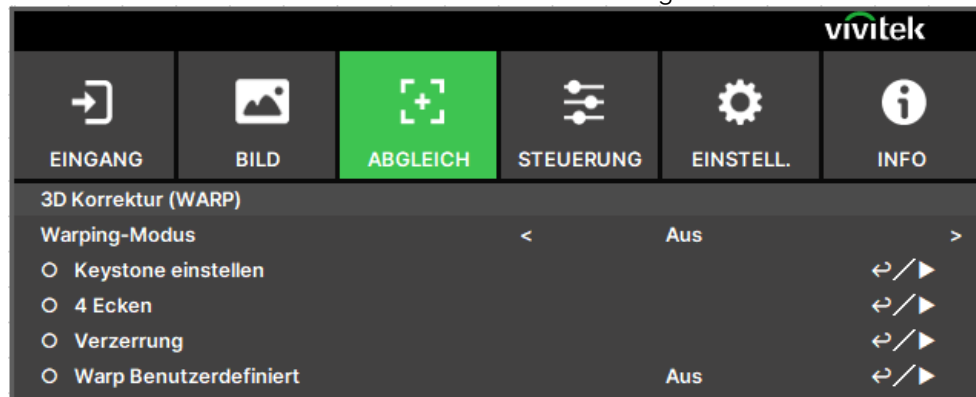 vivitek
EINGANG BILD ABGLEICH STEUERUNG EINSTELL. INFO
3D Korrektur (WARP)
Warping-Modus < Aus >
Keystone einstellen
4 Ecken
Verzerrung
Warp Benutzerdefiniert Aus